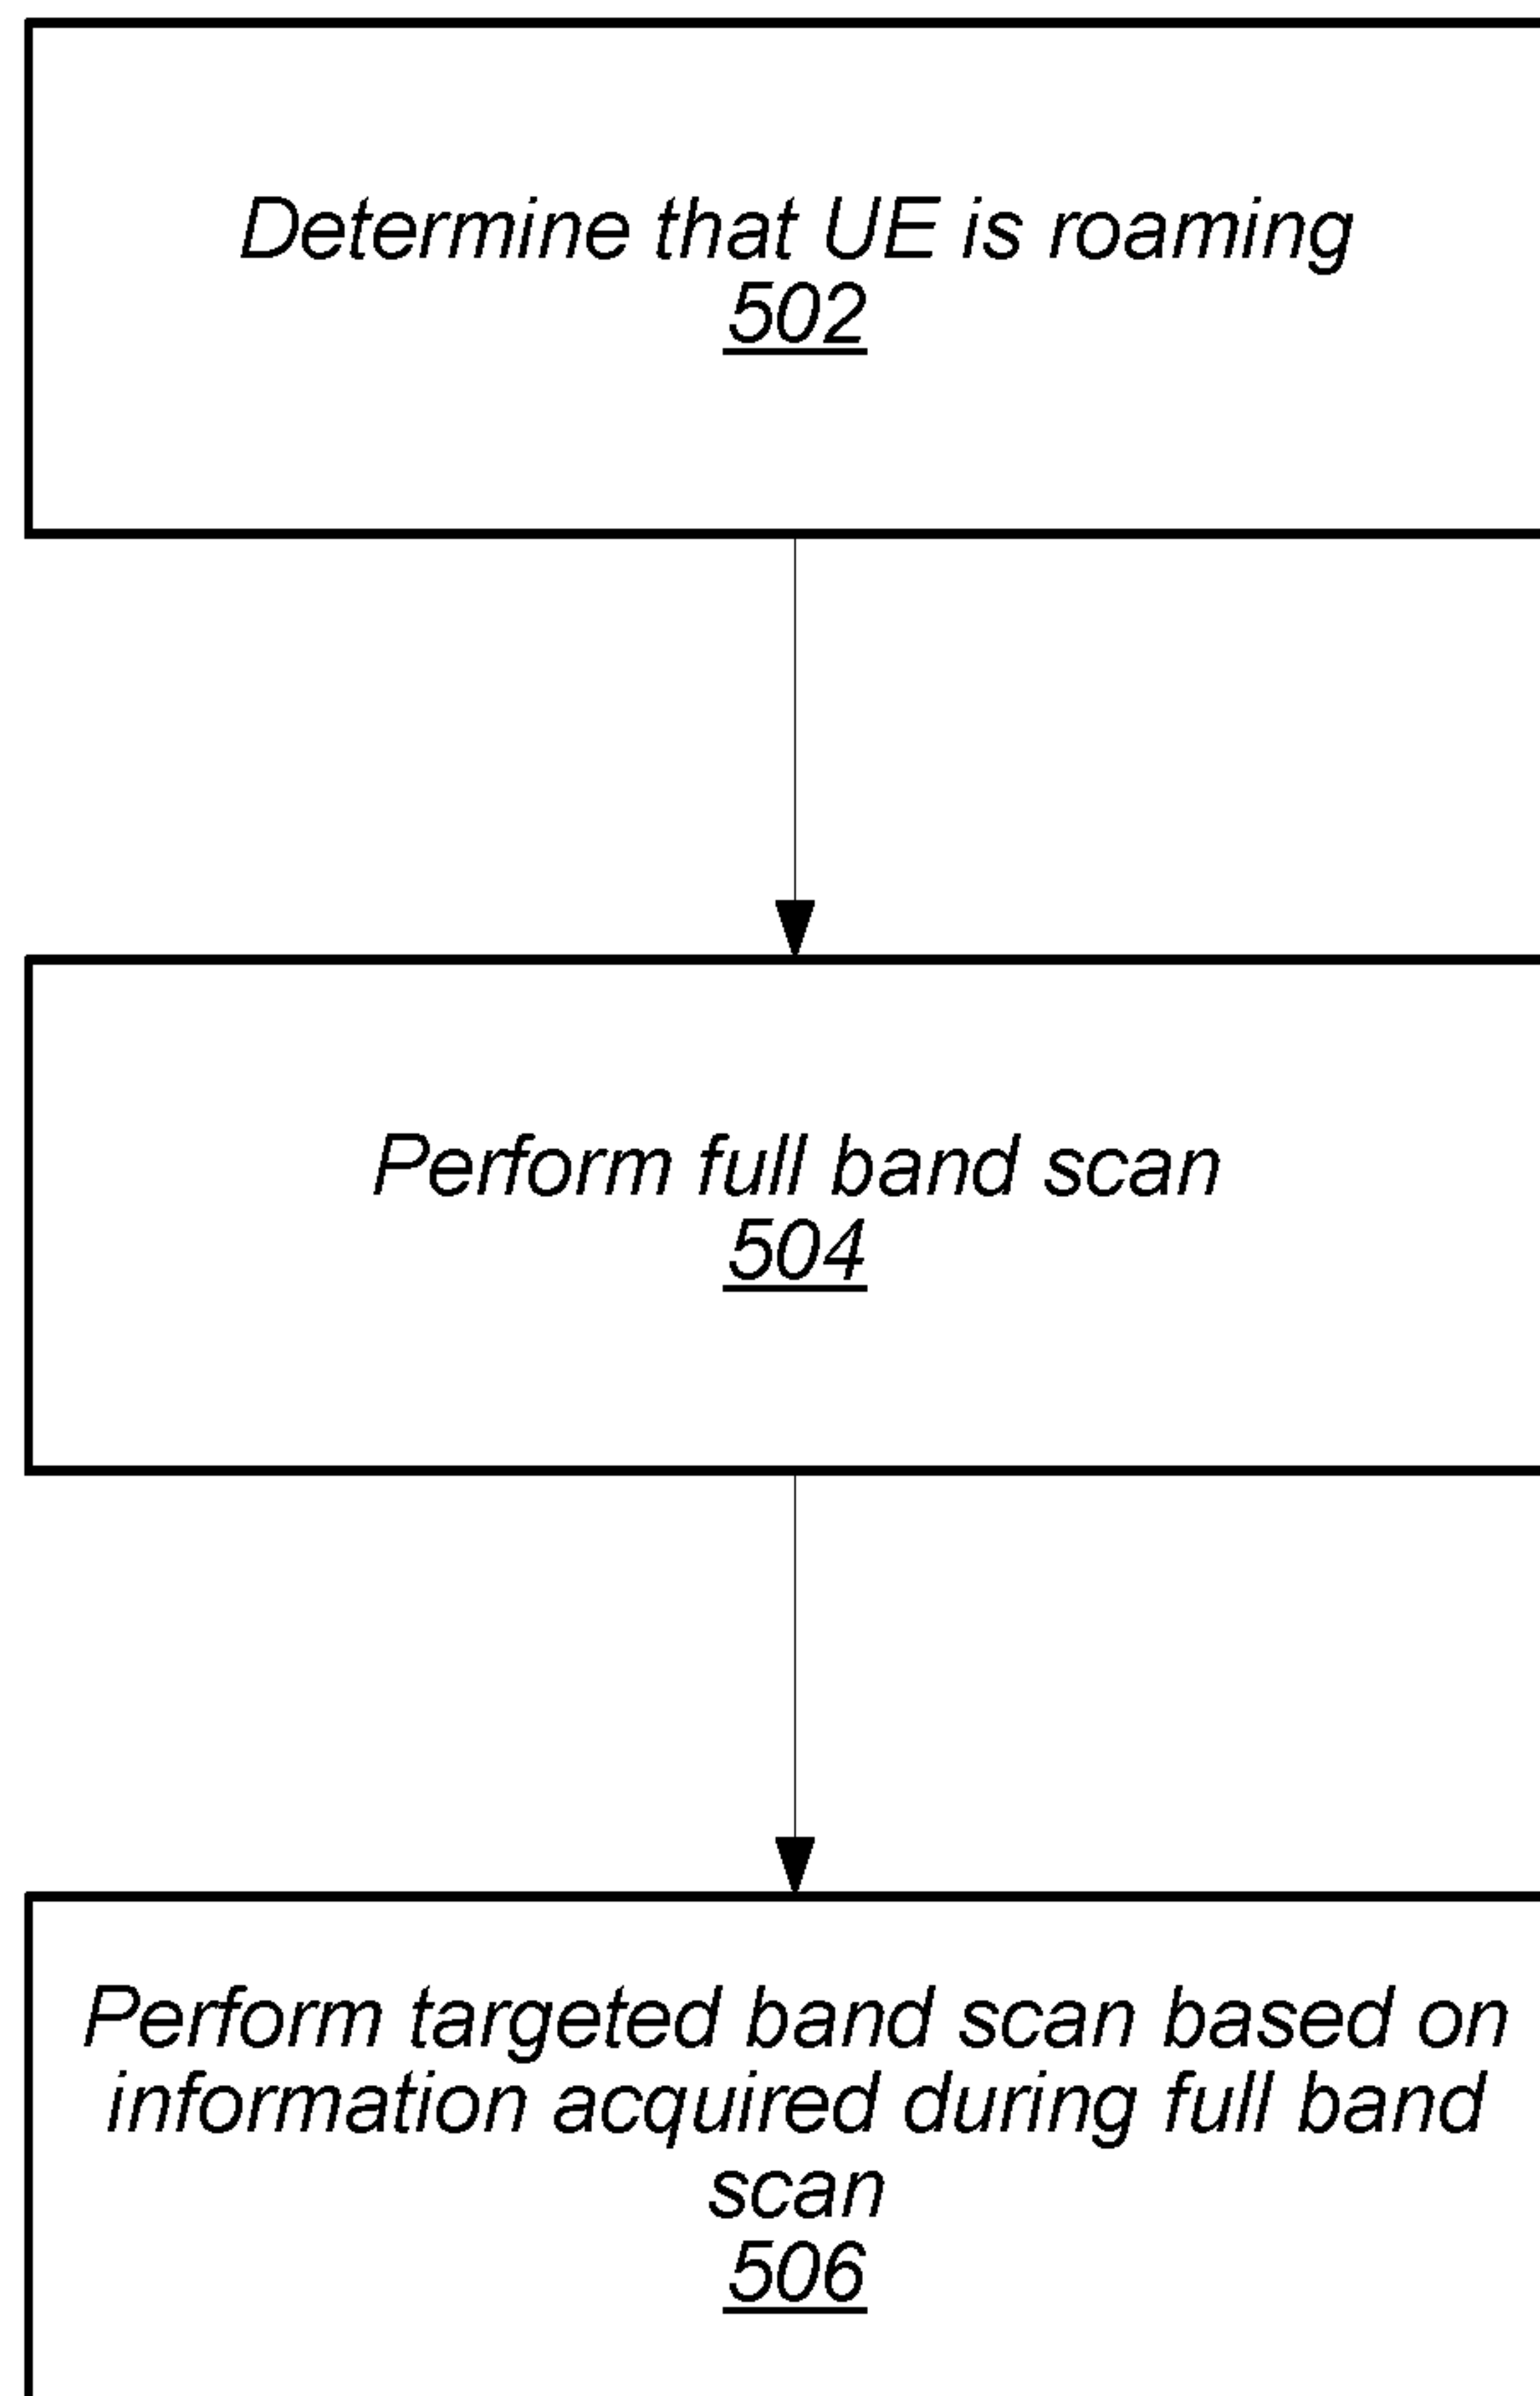 Determine that UE is roaming
502
Perform full band scan
504
Perform targeted band scan based on
information acquired during full band
scan
506